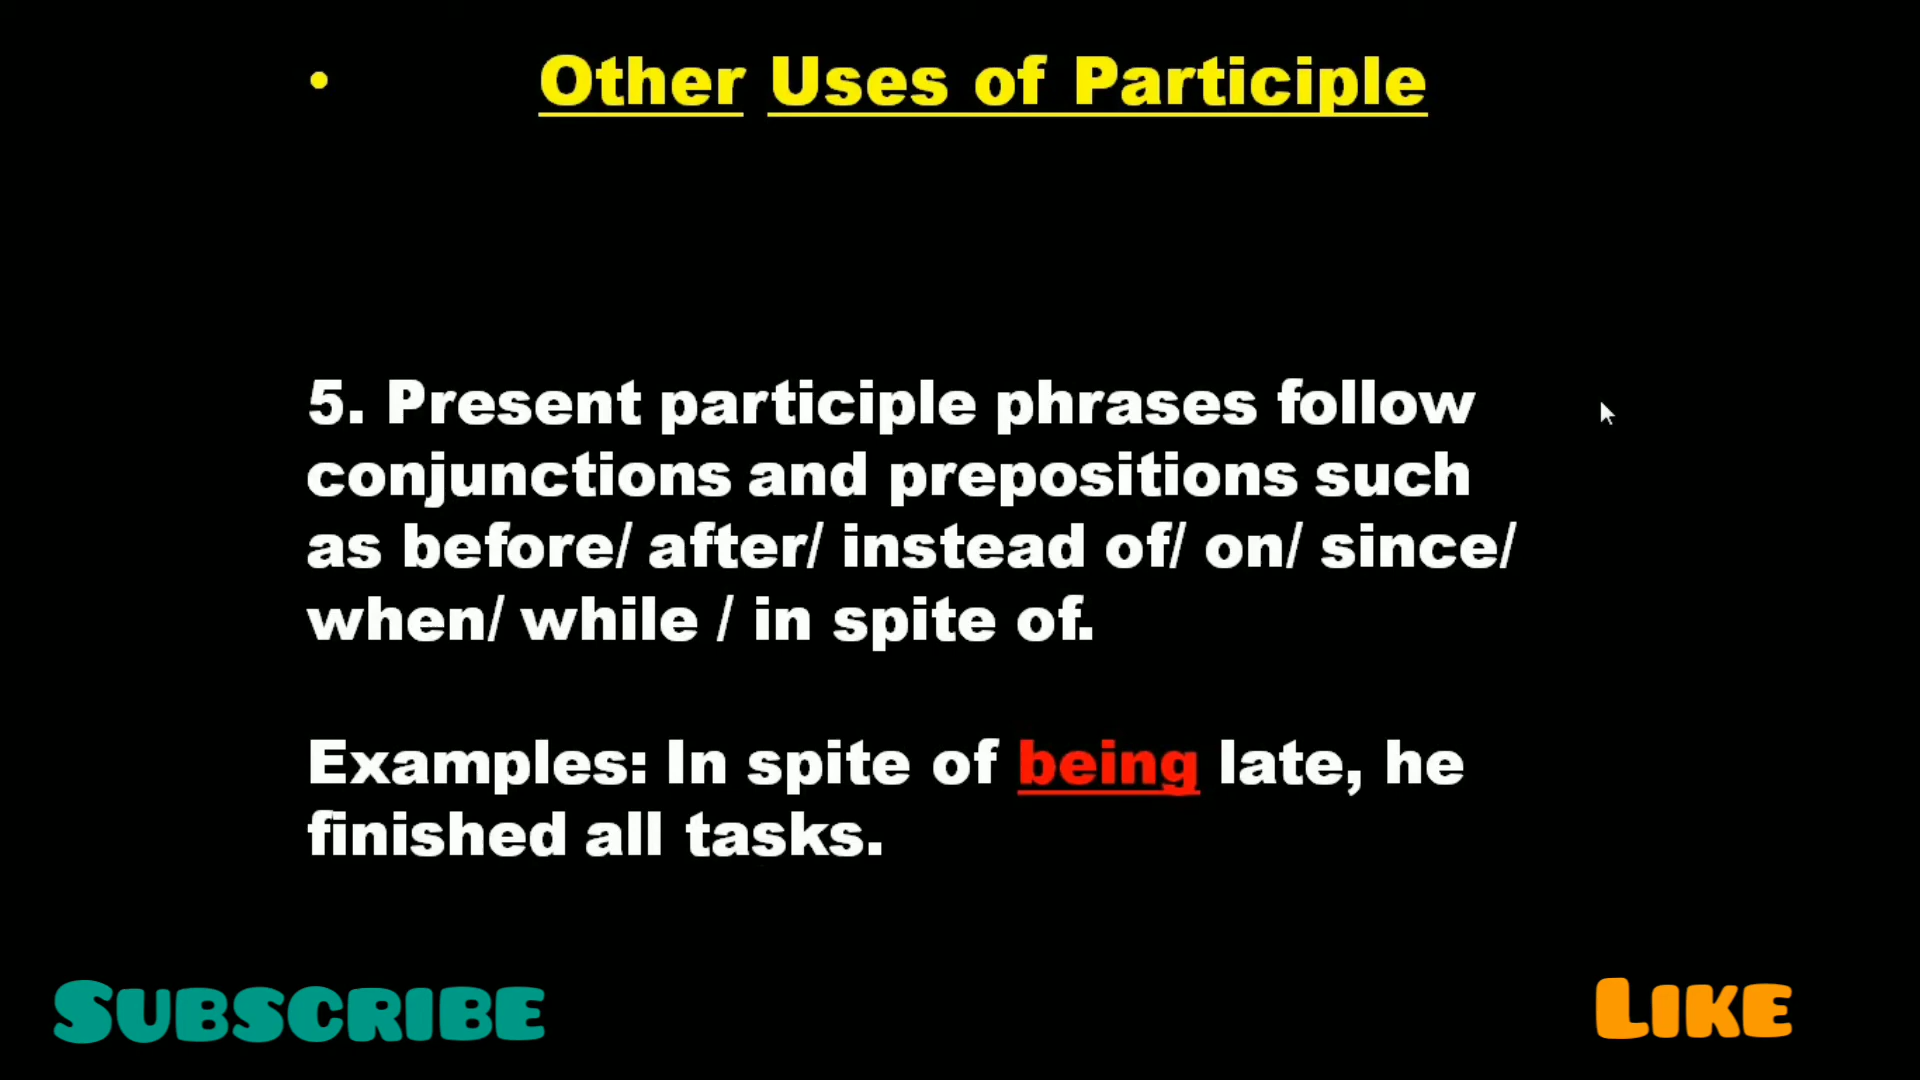 • Other Uses of Participle
5. Present participle phrases follow
conjunctions and prepositions such
as before/ after/ instead of/ on/ since/
when/ while / in spite of.
Examples: In spite of being late, he
finished all tasks.
SUBSCRIBE
LIKE